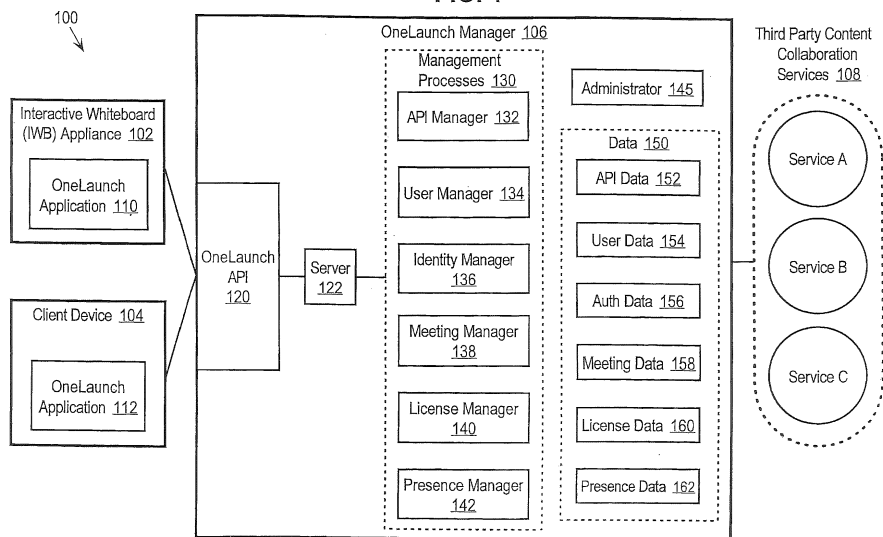 100
Interactive Whiteboard
(IWB) Appliance 102
OneLaunch
Application 110
Client Device 104
OneLaunch
Application 112
OneLaunch Manager 106
OneLaunch
API
120
Server
122
Management
Processes 130
API Manager 132
User Manager 134
Identity Manager
136
Meeting Manager
138
License Manager
140
Presence Manager
142
Administrator 145
Data 150
API Data 152
User Data 154
Auth Data 156
Meeting Data 158
License Data 160
Presence Data 162
Third Party Content
Collaboration
Services 108
Service A
Service B
Service C